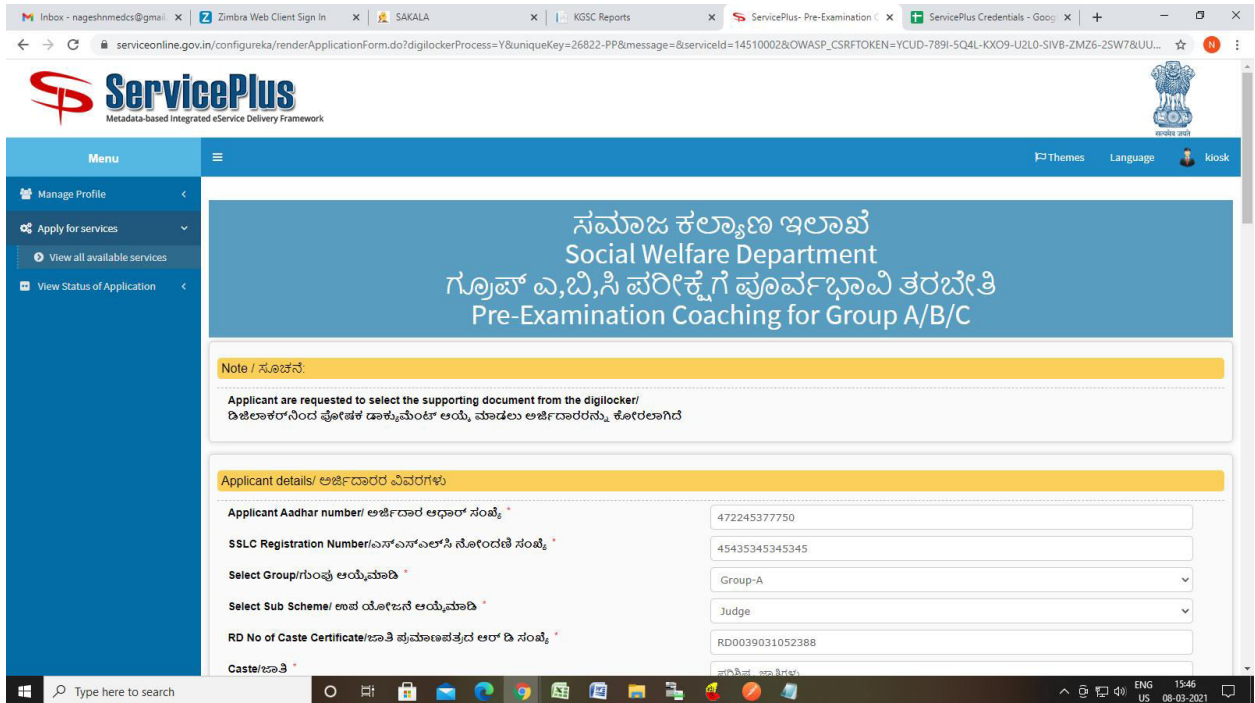 Inbox - nageshnmedcs@gmail.
Zimbra Web Client Sign In
SAKALA
KGSC Reports
ServicePlus- Pre-Examination C
ServicePlus Credentials - Goog
serviceonline.gov.in/configureka/renderApplicationForm.do?digilockerProcess=Y&uniqueKey=26822-PP&message=&serviceId=14510002&OWASP_CSRFTOKEN=YCUD-789I-5Q4L-KXO9-U2L0-SIVB-ZMZ6-2SW7&UU...
N
ServicePlus
Metadata-based Integrated eService Delivery Framework
सत्यमेव जयते
Menu
Themes
Language
kiosk
Manage Profile
Apply for services
View all available services
View Status of Application
ಸಮಾಜ ಕಲ್ಯಾಣ ಇಲಾಖೆ
Social Welfare Department
ಗ್ರೂಪ್ ಎ,ಬಿ,ಸಿ ಪರೀಕ್ಷೆಗೆ ಪೂರ್ವಭಾವಿ ತರಬೇತಿ
Pre-Examination Coaching for Group A/B/C
Note / ಸೂಚನೆ:
Applicant are requested to select the supporting document from the digilocker/
ಡಿಜಿಲಾಕರ್‌ನಿಂದ ಪೋಷಕ ಡಾಕ್ಯುಮೆಂಟ್ ಆಯ್ಕೆ ಮಾಡಲು ಅರ್ಜಿದಾರರನ್ನು ಕೋರಲಾಗಿದೆ
Applicant details/ ಅರ್ಜಿದಾರರ ವಿವರಗಳು
Applicant Aadhar number/ ಅರ್ಜಿದಾರ ಆಧಾರ್ ಸಂಖ್ಯೆ *
472245377750
SSLC Registration Number/ಎಸ್ಎಸ್ಎಲ್‌ಸಿ ನೋಂದಣಿ ಸಂಖ್ಯೆ *
45435345345345
Select Group/ಗುಂಪು ಆಯ್ಕೆಮಾಡಿ *
Group-A
Select Sub Scheme/ ಉಪ ಯೋಜನೆ ಆಯ್ಕೆಮಾಡಿ *
Judge
RD No of Caste Certificate/ಜಾತಿ ಪ್ರಮಾಣಪತ್ರದ ಆರ್ ಡಿ ಸಂಖ್ಯೆ *
RD0039031052388
Caste/ಜಾತಿ *
Type here to search
ENG
US
15:46
08-03-2021